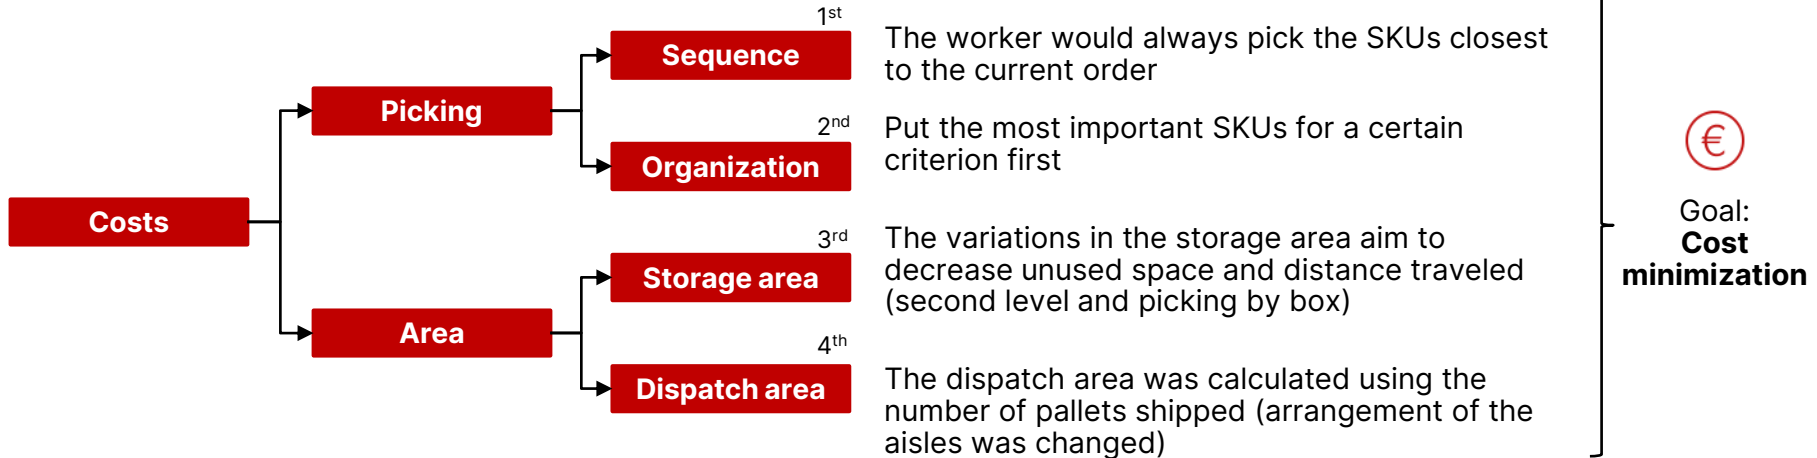 Costs
Picking
Area
1st
Sequence
The worker would always pick the SKUs closest
to the current order
2nd
Organization
Put the most important SKUs for a certain
criterion first
3rd
Storage area
The variations in the storage area aim to
decrease unused space and distance traveled
(second level and picking by box)
4th
Dispatch area
The dispatch area was calculated using the
number of pallets shipped (arrangement of the
aisles was changed)
€
Goal:
Cost
minimization